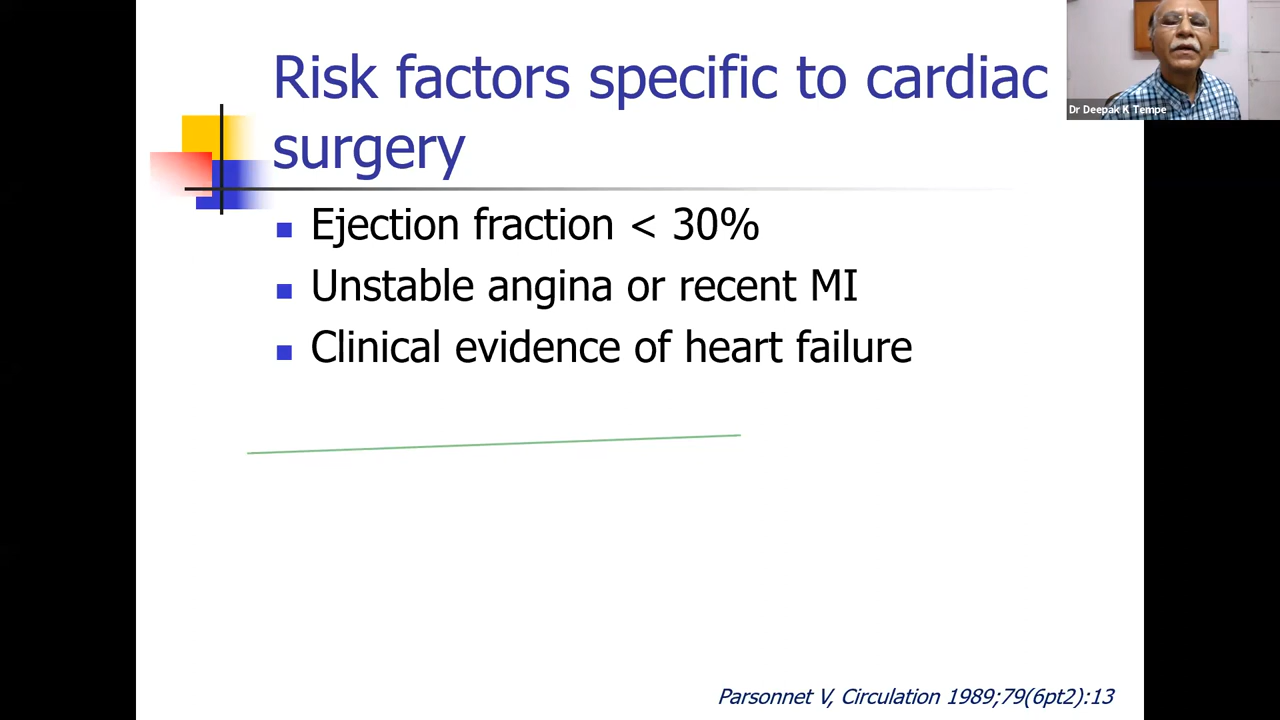 Risk factors specific to cardiac
surgery
Dr Deepak K Tempe
Ejection fraction < 30%
Unstable angina or recent MI
Clinical evidence of heart failure
Parsonnet V, Circulation 1989;79(6pt2):13